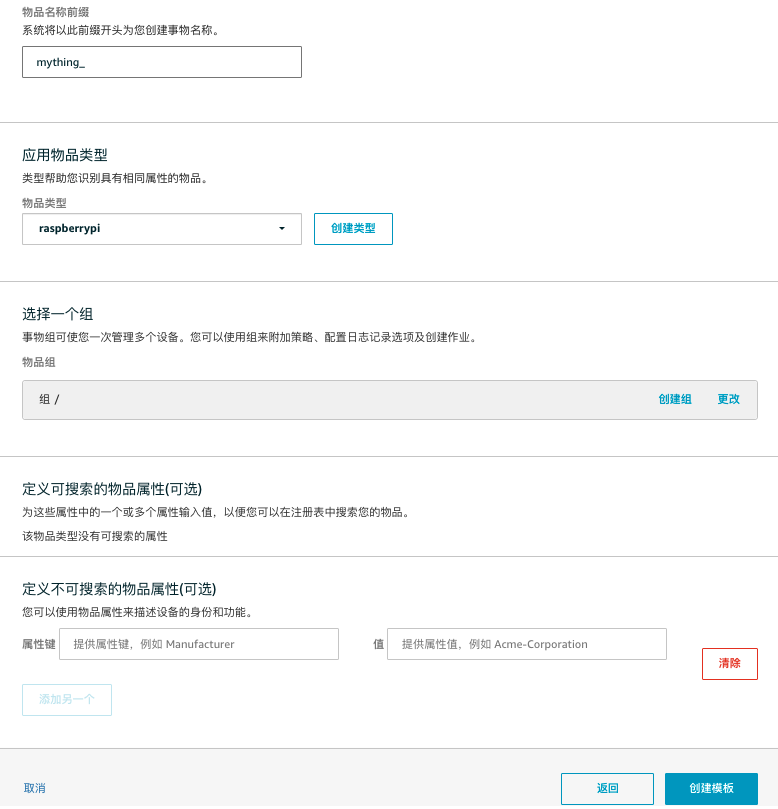 物品名称前缀
系统将以此前缀开头为您创建事物名称。
mything_
应用物品类型
类型帮助您识别具有相同属性的物品。
物品类型
raspberrypi 创建类型
选择一个组
事物组可使您一次管理多个设备。您可以使用组来附加策略、配置日志记录选项及创建作业。
物品组
组 / 创建组 更改
定义可搜索的物品属性(可选)
为这些属性中的一个或多个属性输入值，以便您可以在注册表中搜索您的物品。
该物品类型没有可搜索的属性
定义不可搜索的物品属性(可选)
您可以使用物品属性来描述设备的身份和功能。
属性键 提供属性键，例如 Manufacturer 值 提供属性值，例如 Acme-Corporation
清除
添加另一个
取消 返回 创建模板